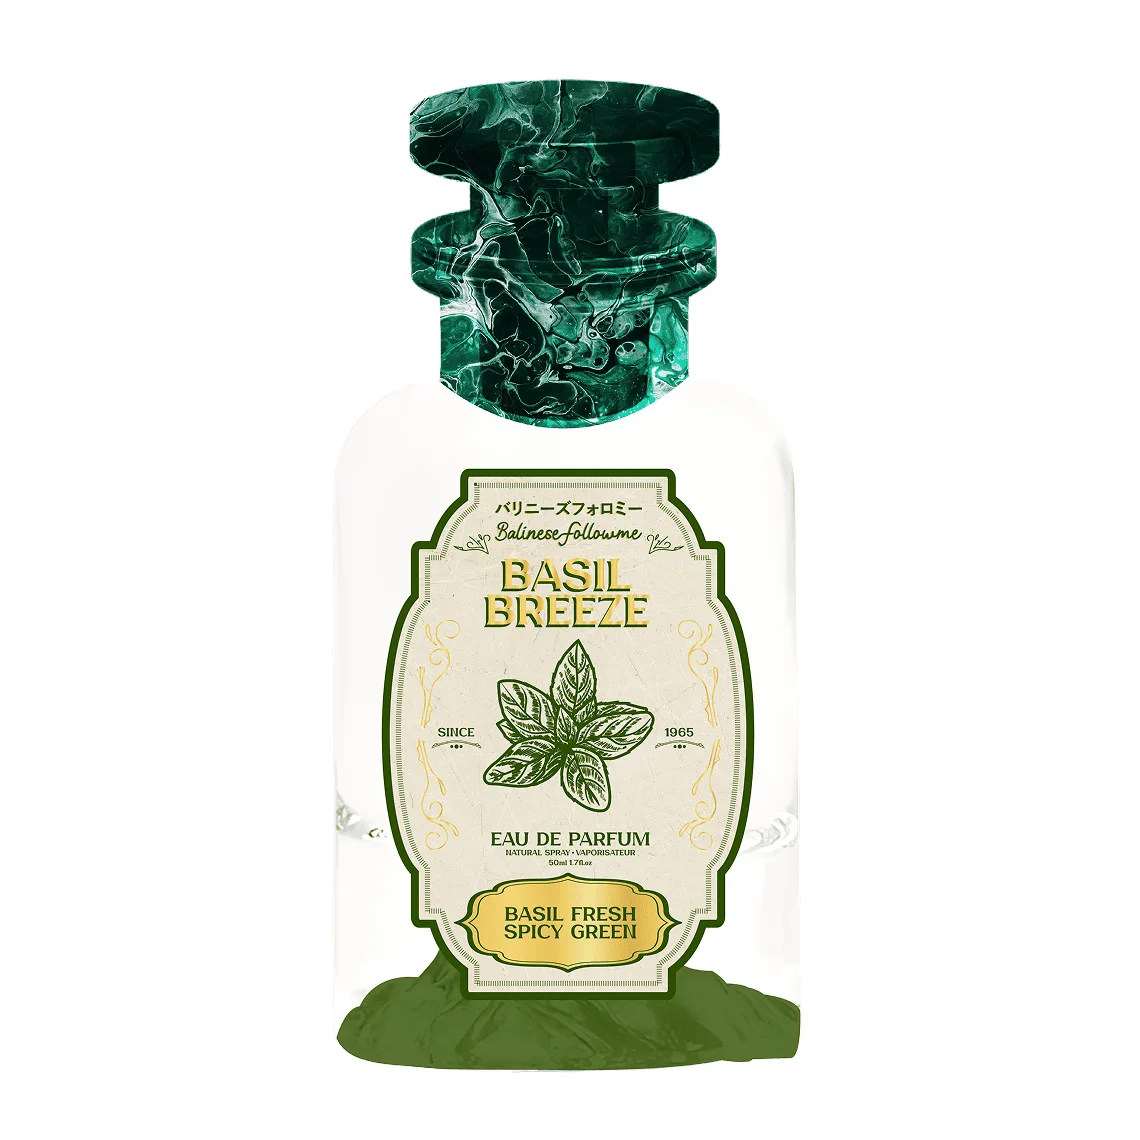 バリニーズフォロミー
Balinese followme
BASIL
BREEZE
SINCE
1965
EAU DE PARFUM
NATURAL SPRAY • VAPORISATEUR
50ml 1.7fl.oz
BASIL FRESH
SPICY GREEN